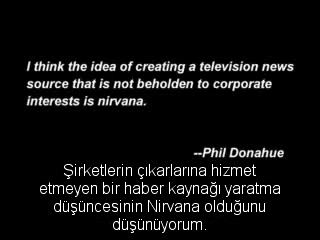 I think the idea of creating a television news
source that is not beholden to corporate
interests is nirvana.
--Phil Donahue
Şirketlerin çıkarlarına hizmet
etmeyen bir haber kaynağı yaratma
düşüncesinin Nirvana olduğunu
düşünüyorum.